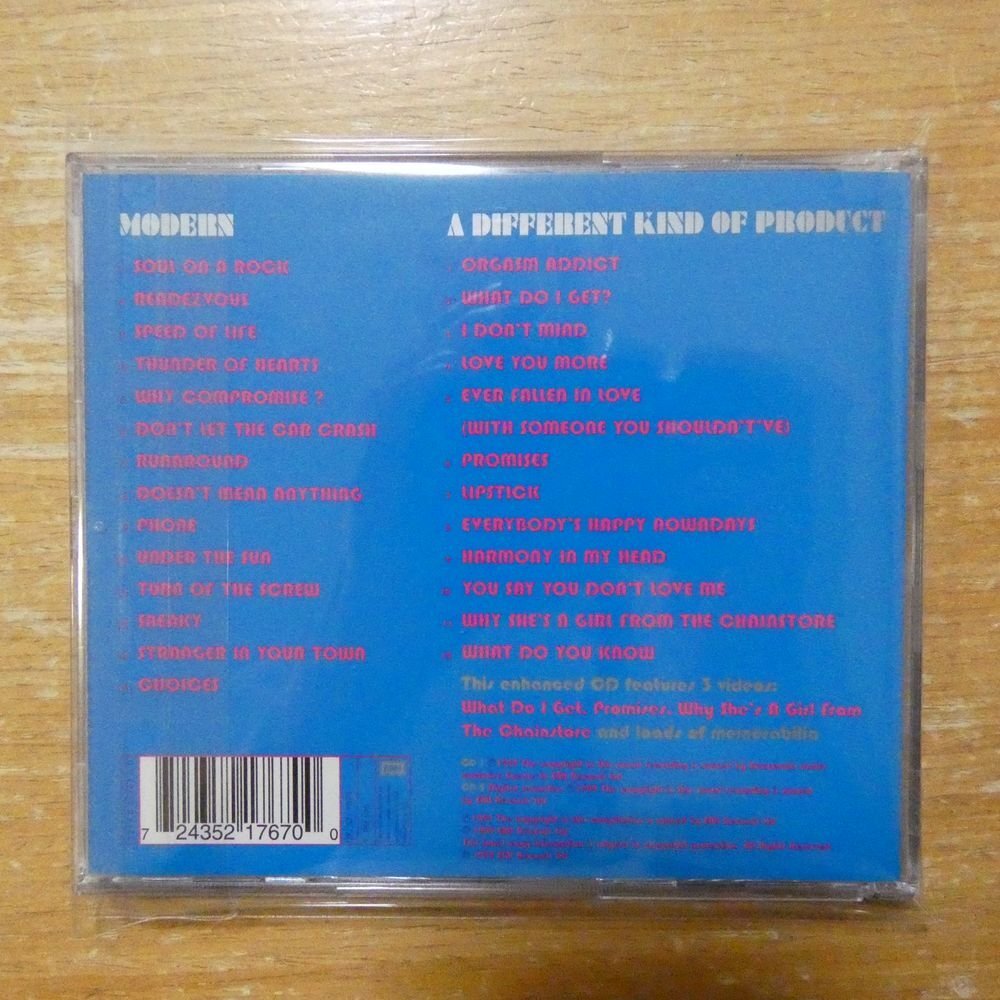 MODERN
SOUL ON A ROCK
RENDEZVOUS
SPEED OF LIFE
THUNDER OF HEARTS
WHY COMPROMISE ?
DON'T LET THE CAR CRASH
RUNAROUND
DOESN'T MEAN ANYTHING
PHONE
UNDER THE SUN
TURN OF THE SCREW
SNEAKY
STRANGER IN YOUR TOWN
CHOICES
A DIFFERENT KIND OF PRODUCT
ORGASM ADDICT
WHAT DO I GET?
I DON'T MIND
LOVE YOU MORE
EVER FALLEN IN LOVE
(WITH SOMEONE YOU SHOULDN'T'VE)
PROMISES
LIPSTICK
EVERYBODY'S HAPPY NOWADAYS
HARMONY IN MY HEAD
YOU SAY YOU DON'T LOVE ME
WHY SHE'S A GIRL FROM THE CHAINSTORE
WHAT DO YOU KNOW
This enhanced CD features 3 videos:
What Do I Get, Promises, Why She's A Girl From
The Chainstore and loads of memorabilia
7 24352 17670 0